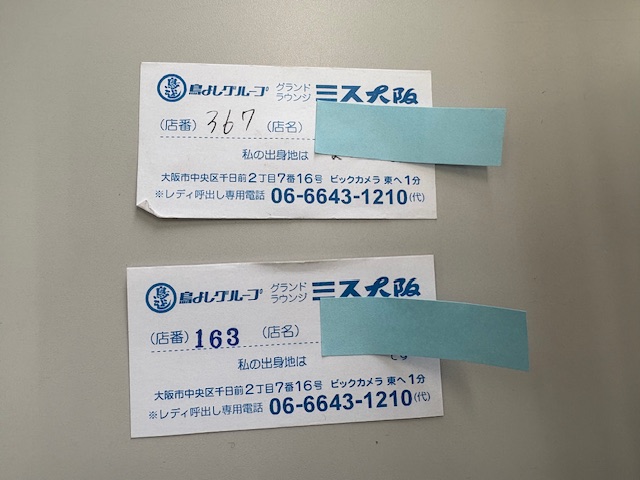 鳥よしグループ グランドラウンジ ミス大阪
(店番) 367 (店名)
私の出身地は
大阪市中央区千日前2丁目7番16号 ビックカメラ 東へ1分
※レディ呼出し専用電話 06-6643-1210(代)
鳥よしグループ グランドラウンジ ミス大阪
(店番) 163 (店名)
私の出身地は
大阪市中央区千日前2丁目7番16号 ビックカメラ 東へ1分
※レディ呼出し専用電話 06-6643-1210(代)